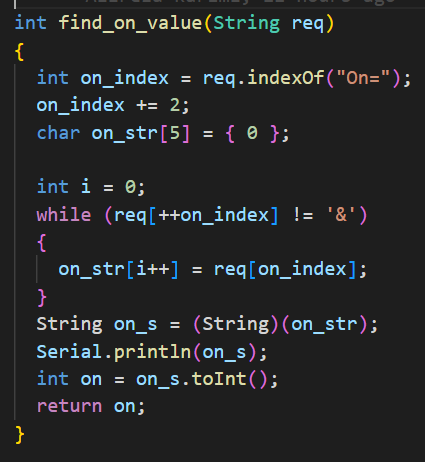 int find_on_value(String req)
{
  int on_index = req.indexOf("On=");
  on_index += 2;
  char on_str[5] = { 0 };

  int i = 0;
  while (req[++on_index] != '&')
  {
    on_str[i++] = req[on_index];
  }
  String on_s = (String)(on_str);
  Serial.println(on_s);
  int on = on_s.toInt();
  return on;
}